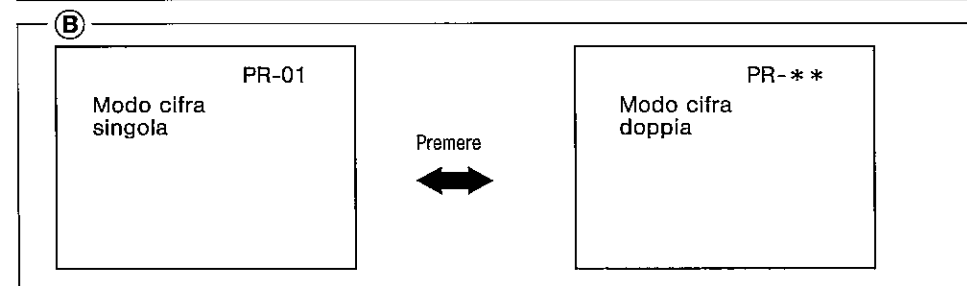 B
PR-01
Modo cifra
singola
Premere
PR-**
Modo cifra
doppia